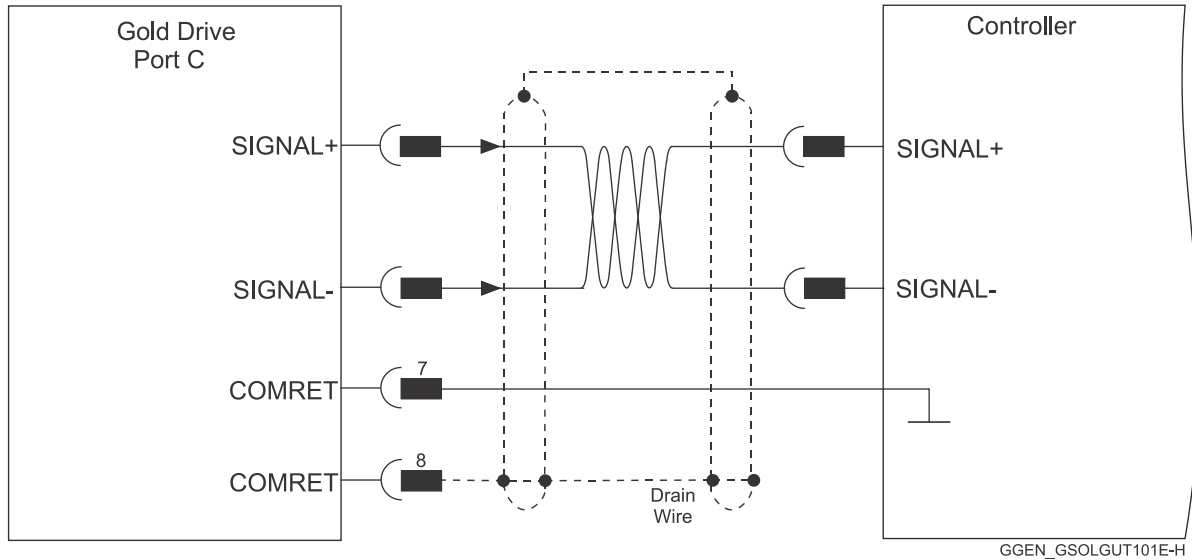 Gold Drive
Port C
Controller
SIGNAL+
SIGNAL+
SIGNAL-
SIGNAL-
7
COMRET
8
COMRET
Drain
Wire
GGEN_GSOLGUT101E-H